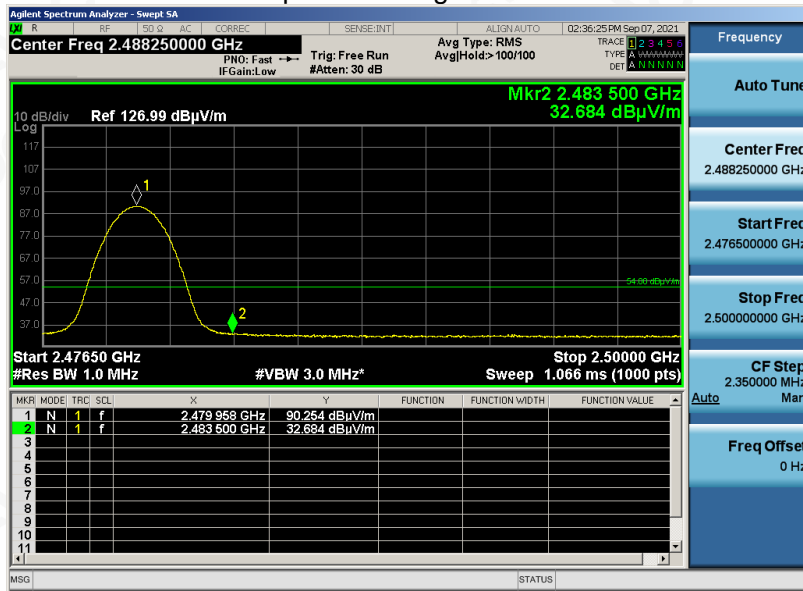 Agilent Spectrum Analyzer - Swept SA
LXI R RF 50 Ω AC CORREC SENSE:INT ALIGN AUTO 02:36:25 PM Sep 07, 2021
Center Freq 2.488250000 GHz
PNO: Fast
IFGain:Low
Trig: Free Run
#Atten: 30 dB
Avg Type: RMS
Avg|Hold:>100/100
TRACE 1 2 3 4 5 6
TYPE A WWWWW
DET A N N N N N
Mkr2 2.483 500 GHz
32.684 dBµV/m
10 dB/div Ref 126.99 dBµV/m
Log
117
107
97.0
87.0
77.0
67.0
57.0
47.0
37.0
1
2
54.00 dBµV/m
Start 2.47650 GHz Stop 2.50000 GHz
#Res BW 1.0 MHz #VBW 3.0 MHz* Sweep 1.066 ms (1000 pts)
MKR MODE TRC SCL X Y FUNCTION FUNCTION WIDTH FUNCTION VALUE
1 N 1 f 2.479 958 GHz 90.254 dBµV/m
2 N 1 f 2.483 500 GHz 32.684 dBµV/m
3
4
5
6
7
8
9
10
11
MSG STATUS
Frequency
Auto Tune
Center Freq
2.488250000 GHz
Start Freq
2.476500000 GHz
Stop Freq
2.500000000 GHz
CF Step
2.350000 MHz
Auto Man
Freq Offset
0 Hz